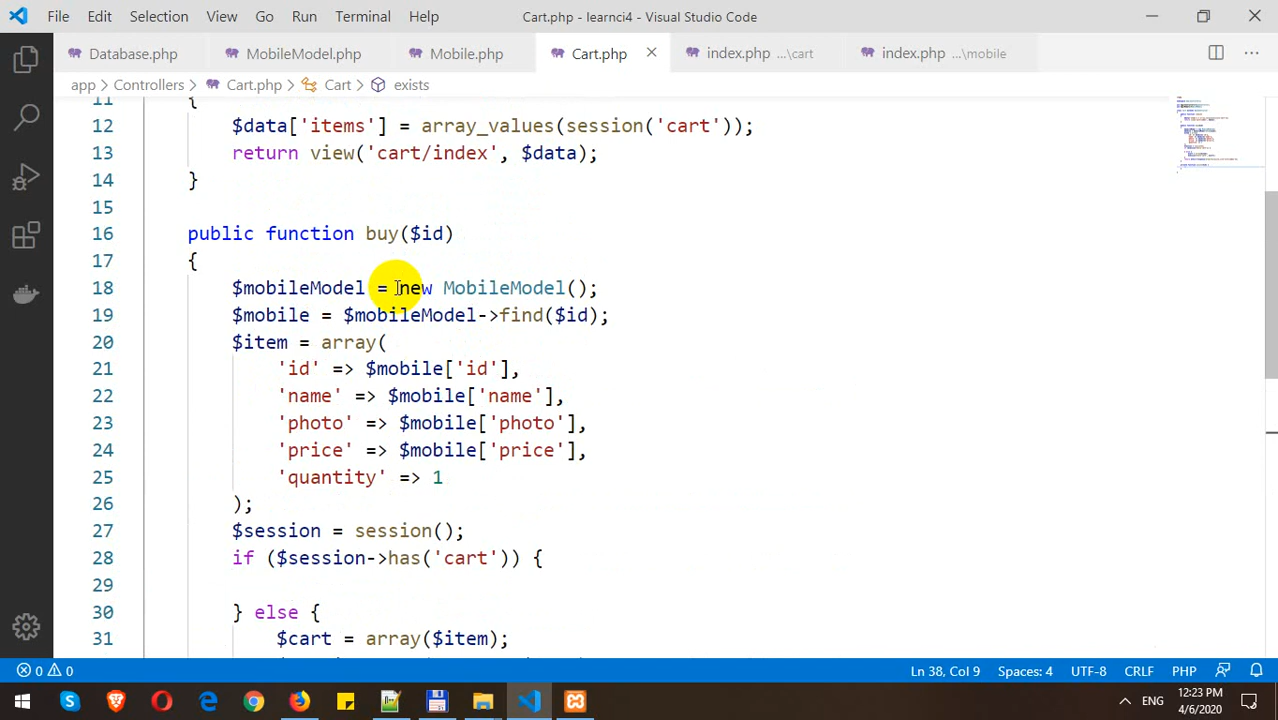 File Edit Selection View Go Run Terminal Help Cart.php - learnci4 - Visual Studio Code
Database.php MobileModel.php Mobile.php Cart.php index.php ...\cart index.php ...\mobile
app > Controllers > Cart.php > Cart > exists
11 {
12 $data['items'] = array_values(session('cart'));
13 return view('cart/index', $data);
14 }
15
16 public function buy($id)
17 {
18 $mobileModel = new MobileModel();
19 $mobile = $mobileModel->find($id);
20 $item = array(
21 'id' => $mobile['id'],
22 'name' => $mobile['name'],
23 'photo' => $mobile['photo'],
24 'price' => $mobile['price'],
25 'quantity' => 1
26 );
27 $session = session();
28 if ($session->has('cart')) {
29
30 } else {
31 $cart = array($item);
0 0 Ln 38, Col 9 Spaces: 4 UTF-8 CRLF PHP
ENG 12:23 PM
4/6/2020